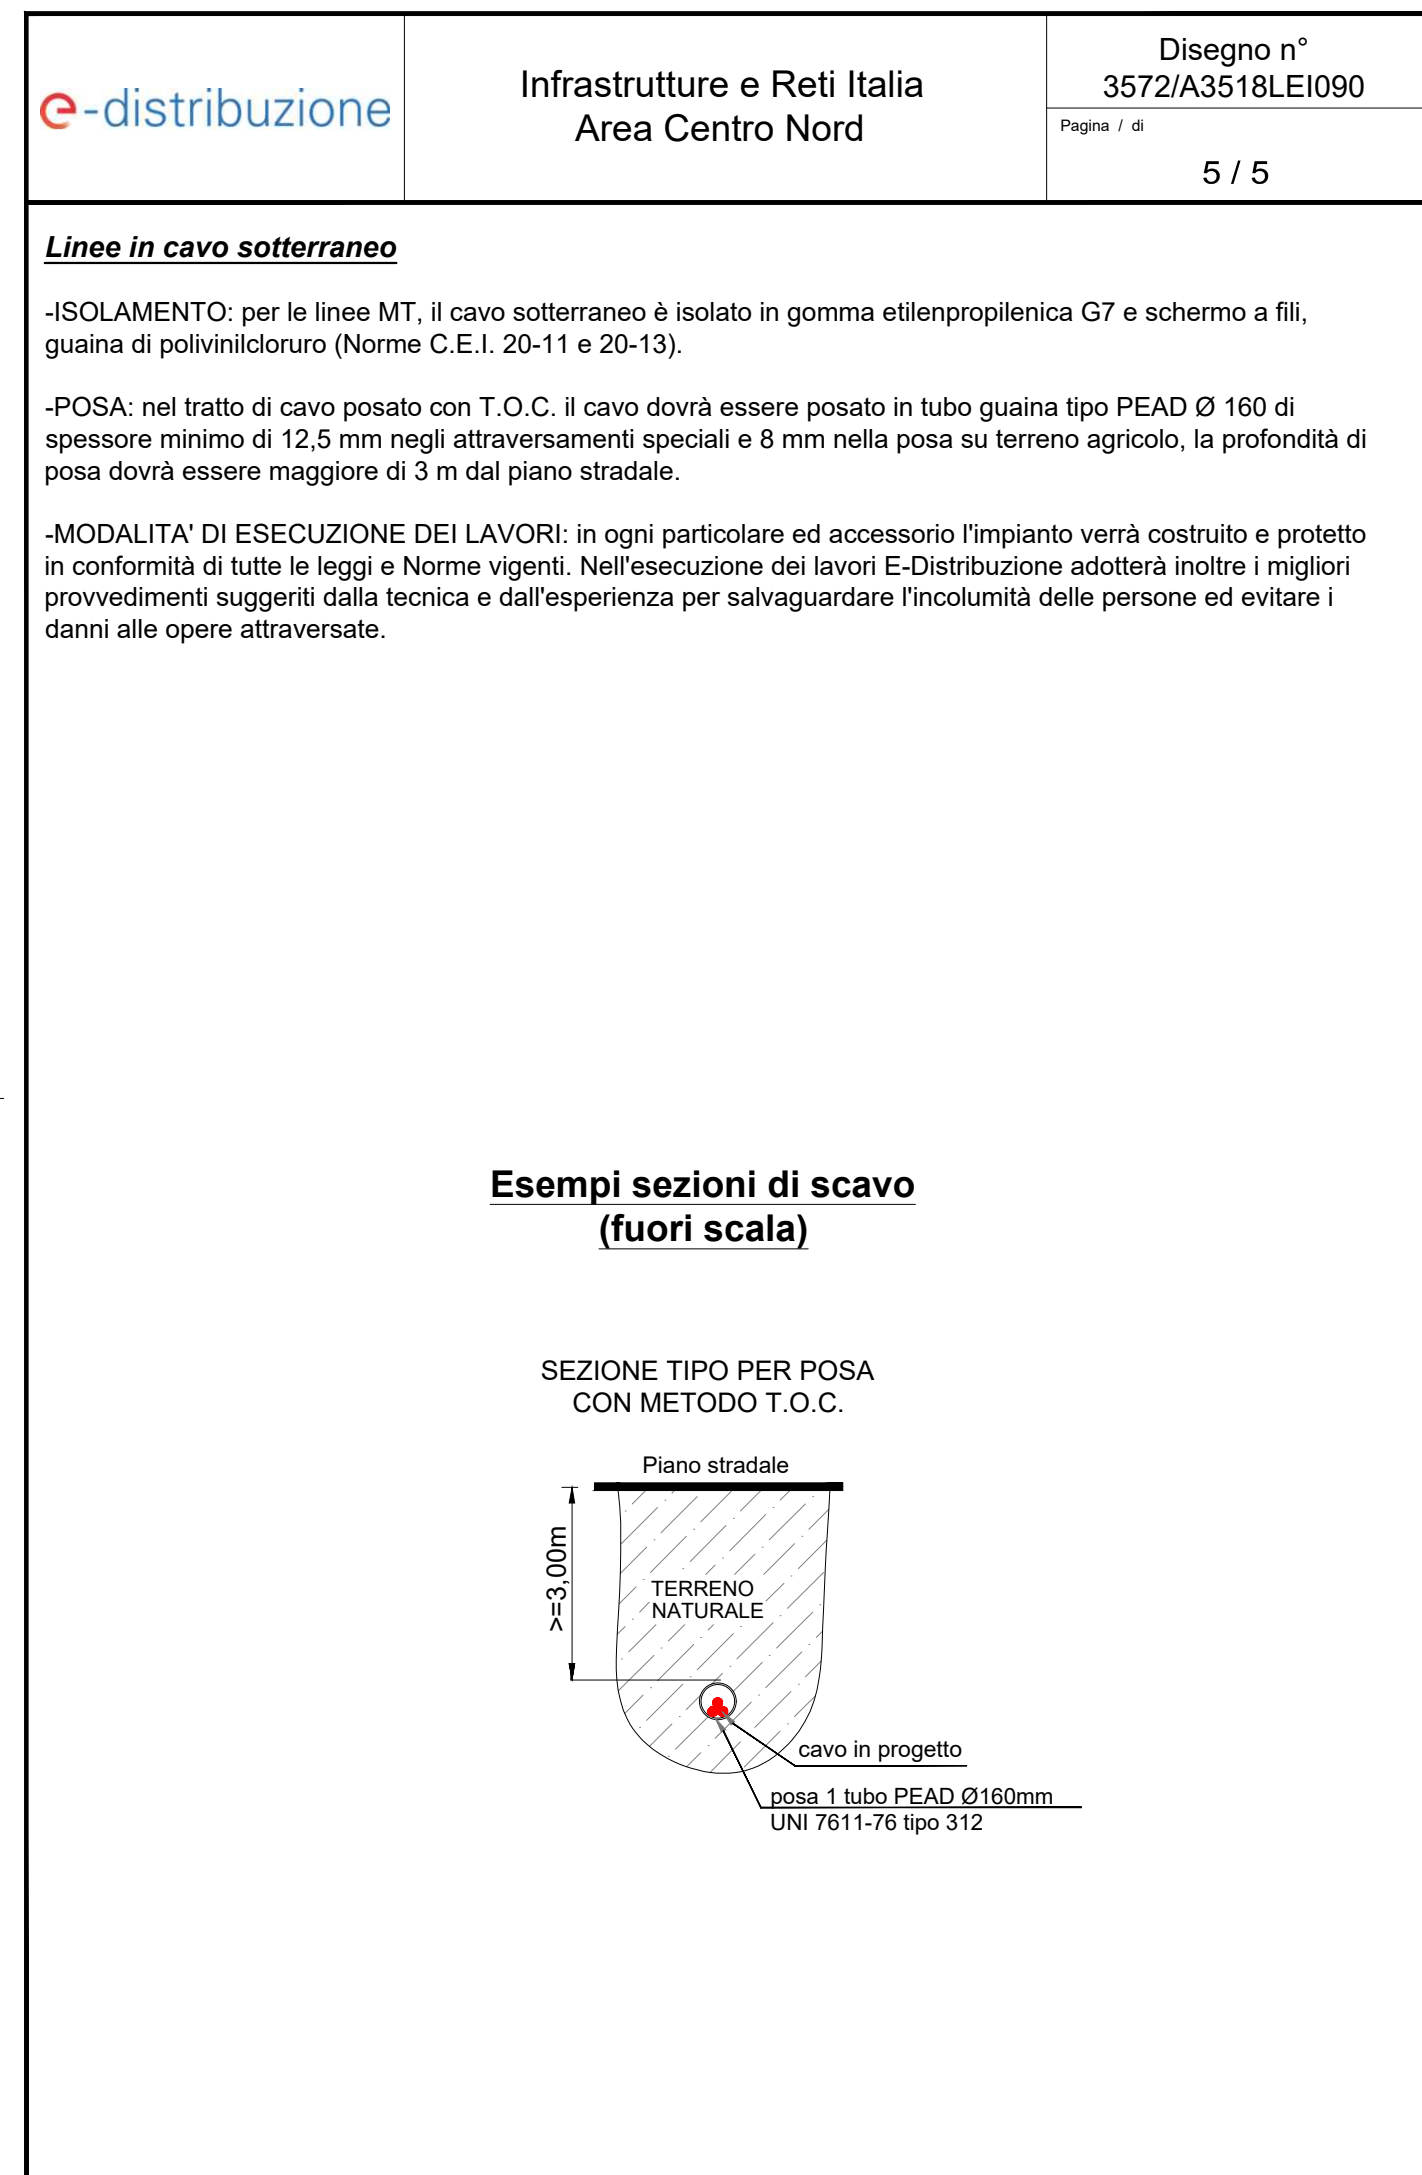 e-distribuzione
Infrastrutture e Reti Italia
Area Centro Nord
Disegno n°
3572/A3518LEI090
Pagina / di
5 / 5
Linee in cavo sotterraneo
-ISOLAMENTO: per le linee MT, il cavo sotterraneo è isolato in gomma etilenpropilenica G7 e schermo a fili,
guaina di polivinilcloruro (Norme C.E.I. 20-11 e 20-13).
-POSA: nel tratto di cavo posato con T.O.C. il cavo dovrà essere posato in tubo guaina tipo PEAD Ø 160 di
spessore minimo di 12,5 mm negli attraversamenti speciali e 8 mm nella posa su terreno agricolo, la profondità di
posa dovrà essere maggiore di 3 m dal piano stradale.
-MODALITA' DI ESECUZIONE DEI LAVORI: in ogni particolare ed accessorio l'impianto verrà costruito e protetto
in conformità di tutte le leggi e Norme vigenti. Nell'esecuzione dei lavori E-Distribuzione adotterà inoltre i migliori
provvedimenti suggeriti dalla tecnica e dall'esperienza per salvaguardare l'incolumità delle persone ed evitare i
danni alle opere attraversate.
Esempi sezioni di scavo
(fuori scala)
SEZIONE TIPO PER POSA
CON METODO T.O.C.
Piano stradale
>=3,00m
TERRENO
NATURALE
cavo in progetto
posa 1 tubo PEAD Ø160mm
UNI 7611-76 tipo 312